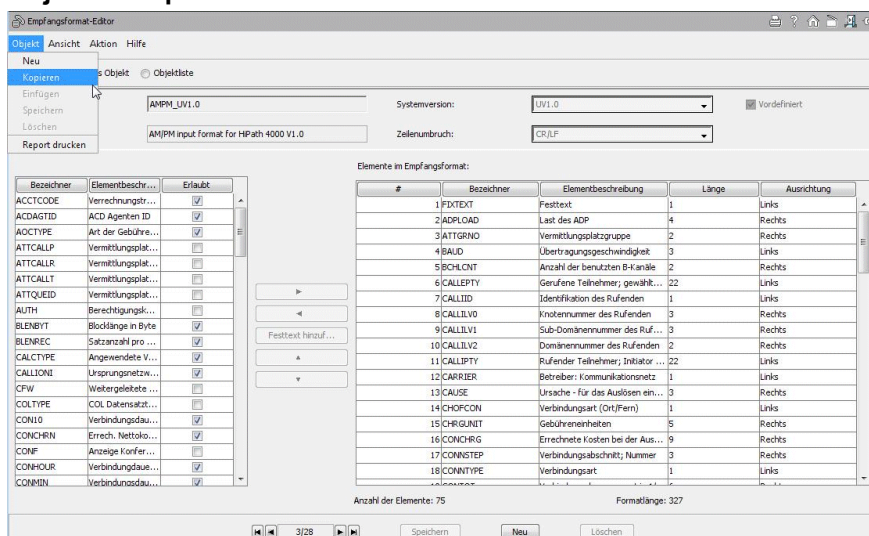 Empfangsformat-Editor
Objekt Ansicht Aktion Hilfe
Neu
Kopieren
Einfügen
Speichern
Löschen
Report drucken
s Objekt Objektliste
AMPM_UV1.0 Systemversion: UV1.0 Vordefiniert
AM/PM input format for HiPath 4000 V1.0 Zeilenumbruch: CR/LF
Elemente im Empfangsformat:
Bezeichner Elementbeschr... Erlaubt
ACCTCODE Verrechnungstr...
ACDAGTID ACD Agenten ID
AOCTYPE Art der Gebühre...
ATTCALLP Vermittlungsplat...
ATTCALLR Vermittlungsplat...
ATTCALLT Vermittlungsplat...
ATTQUEID Vermittlungsplat...
AUTH Berechtigungsk...
BLENBYT Blocklänge in Byte
BLENREC Satzanzahl pro ...
CALCTYPE Angewendete V...
CALLIONI Ursprungsnetzw...
CFW Weitergeleitete ...
COLTYPE COL Datensatzt...
CON10 Verbindungsdau...
CONCHRN Errech. Nettoko...
CONF Anzeige Konfer...
CONHOUR Verbindungdaue...
CONMIN Verbindungsdau...
Festtext hinzuf...
# Bezeichner Elementbeschreibung Länge Ausrichtung
1 FIXTEXT Festtext 1 Links
2 ADPLOAD Last des ADP 4 Rechts
3 ATTGRNO Vermittlungsplatzgruppe 2 Rechts
4 BAUD Übertragungsgeschwindigkeit 3 Links
5 BCHLCNT Anzahl der benutzten B-Kanäle 2 Rechts
6 CALLEPTY Gerufene Teilnehmer; gewählt... 22 Links
7 CALLIID Identifikation des Rufenden 1 Links
8 CALLILV0 Knotennummer des Rufenden 3 Rechts
9 CALLILV1 Sub-Domänennummer des Ruf... 3 Rechts
10 CALLILV2 Domänennummer des Rufenden 2 Rechts
11 CALLIPTY Rufender Teilnehmer; Initiator ... 22 Links
12 CARRIER Betreiber: Kommunikationsnetz 1 Links
13 CAUSE Ursache - für das Auslösen ein... 3 Rechts
14 CHOFCON Verbindungsart (Ort/Fern) 1 Links
15 CHRGUNIT Gebühreneinheiten 5 Rechts
16 CONCHRG Errechnete Kosten bei der Aus... 9 Rechts
17 CONNSTEP Verbindungsabschnitt; Nummer 3 Rechts
18 CONNTYPE Verbindungsart 1 Links
Anzahl der Elemente: 75 Formatlänge: 327
3/28 Speichern Neu Löschen